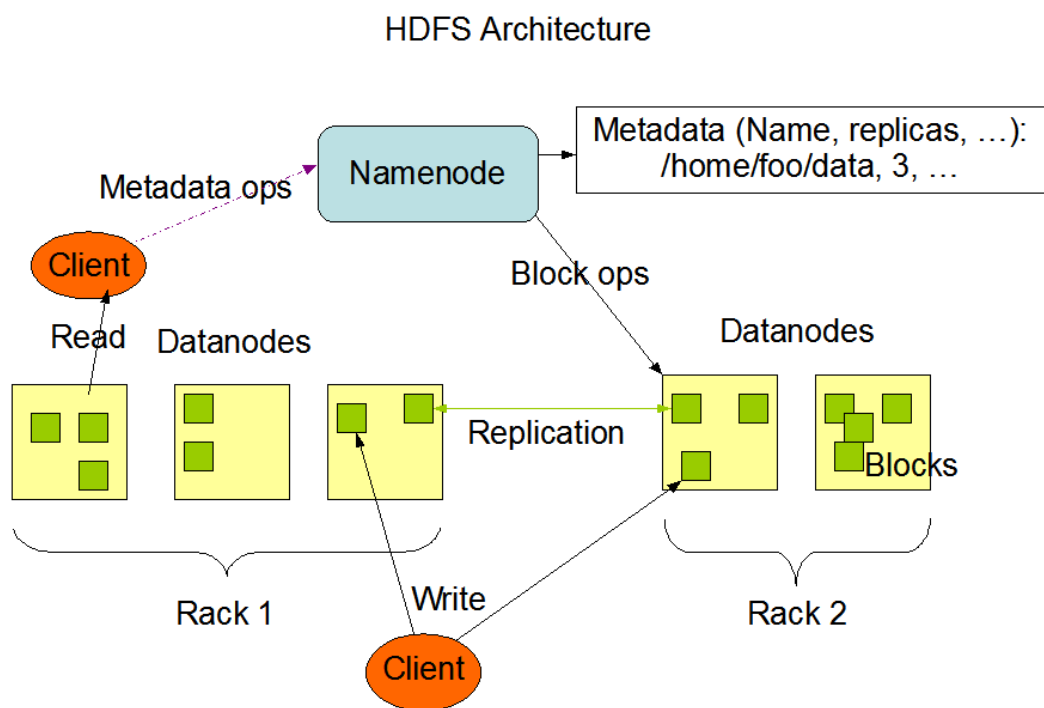 HDFS Architecture
Metadata (Name, replicas, …):
/home/foo/data, 3, …
Namenode
Metadata ops
Client
Block ops
Read
Datanodes
Datanodes
Replication
Blocks
Rack 1
Write
Rack 2
Client